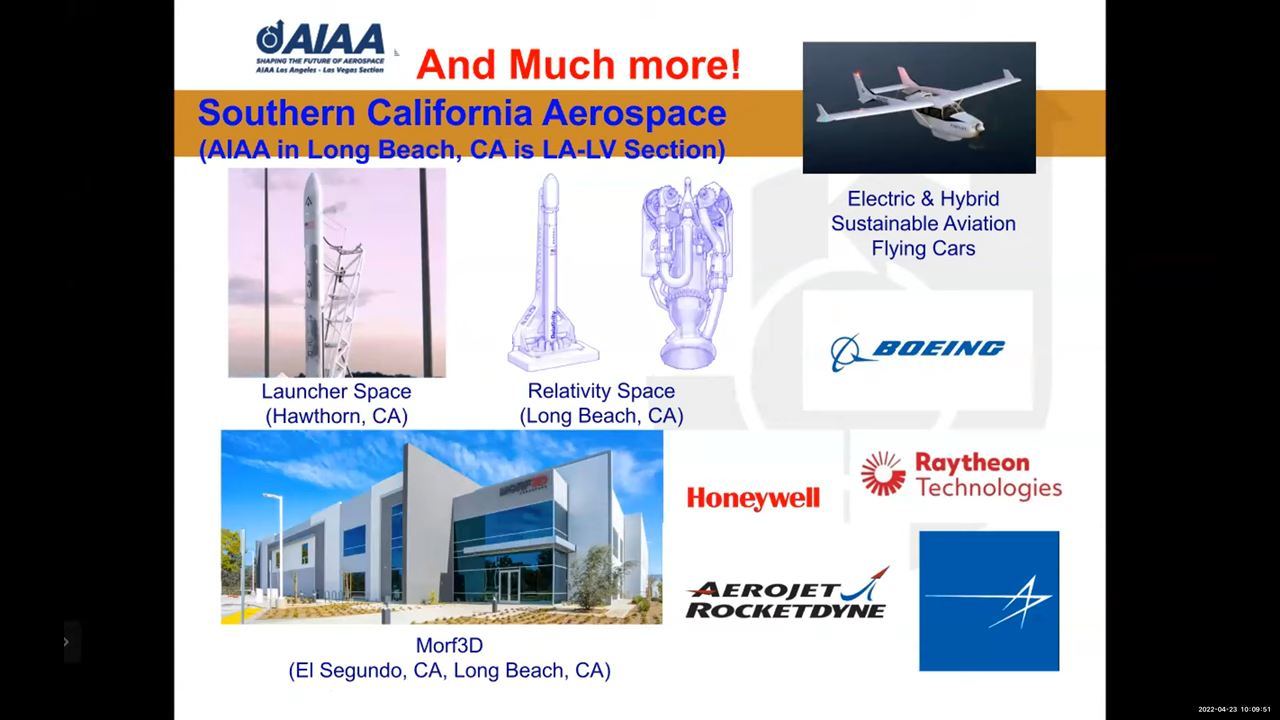 AIAA
SHAPING THE FUTURE OF AEROSPACE
AIAA Los Angeles - Las Vegas Section
And Much more!
Southern California Aerospace
(AIAA in Long Beach, CA is LA-LV Section)
Electric & Hybrid
Sustainable Aviation
Flying Cars
Relativity
Launcher Space
(Hawthorn, CA)
Relativity Space
(Long Beach, CA)
BOEING
MORF3D
Honeywell
Raytheon
Technologies
AEROJET
ROCKETDYNE
Morf3D
(El Segundo, CA, Long Beach, CA)
2022-04-23 10:09:51